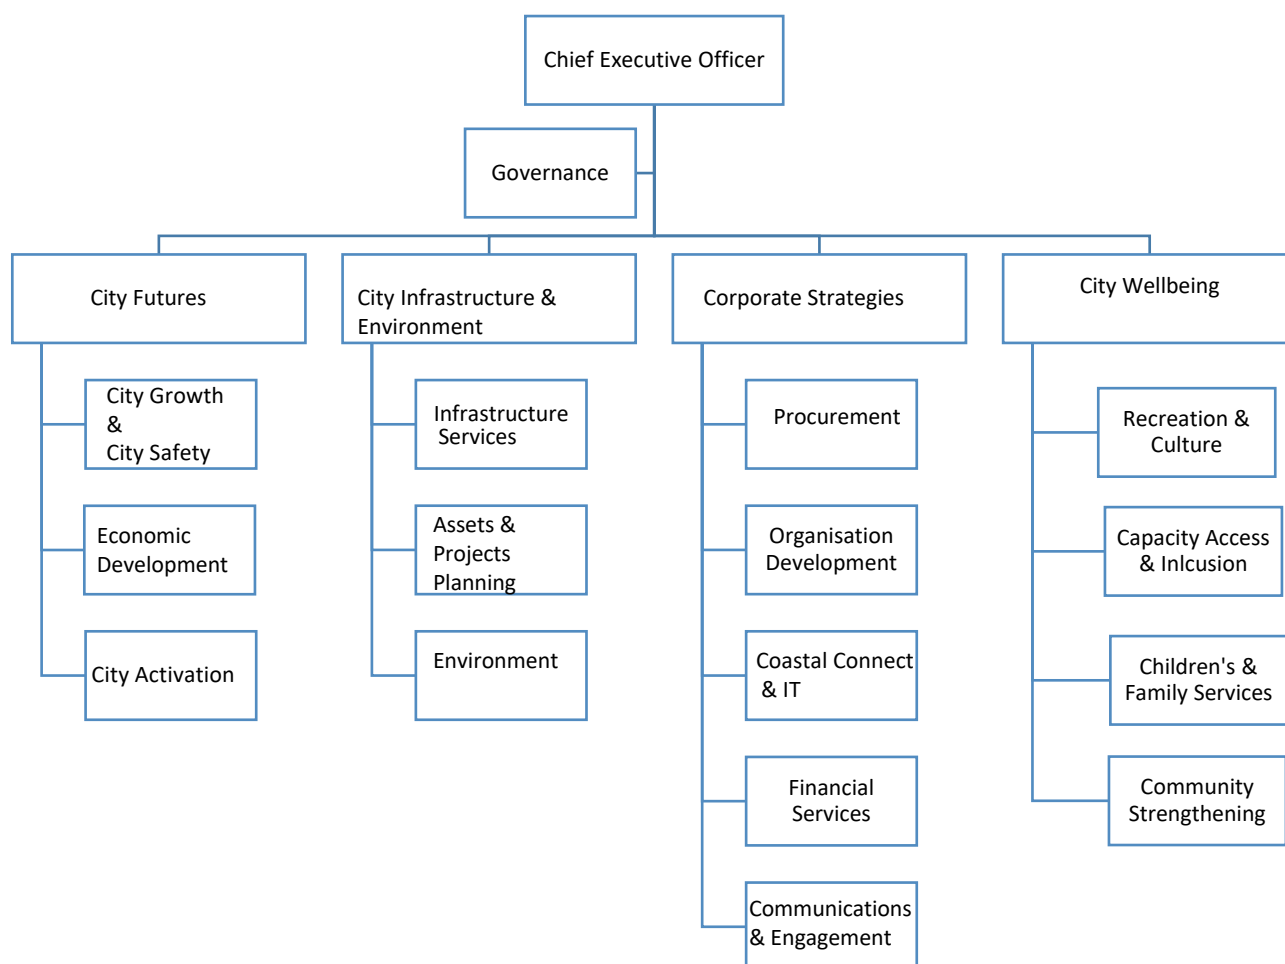 Chief Executive Officer
Governance
City Futures
City Infrastructure &
Environment
Corporate Strategies
City Wellbeing
City Growth
&
City Safety
Economic
Development
City Activation
Infrastructure
Services
Assets &
Projects
Planning
Environment
Procurement
Organisation
Development
Coastal Connect
& IT
Financial
Services
Communications
& Engagement
Recreation &
Culture
Capacity Access
& Inlcusion
Children's &
Family Services
Community
Strengthening